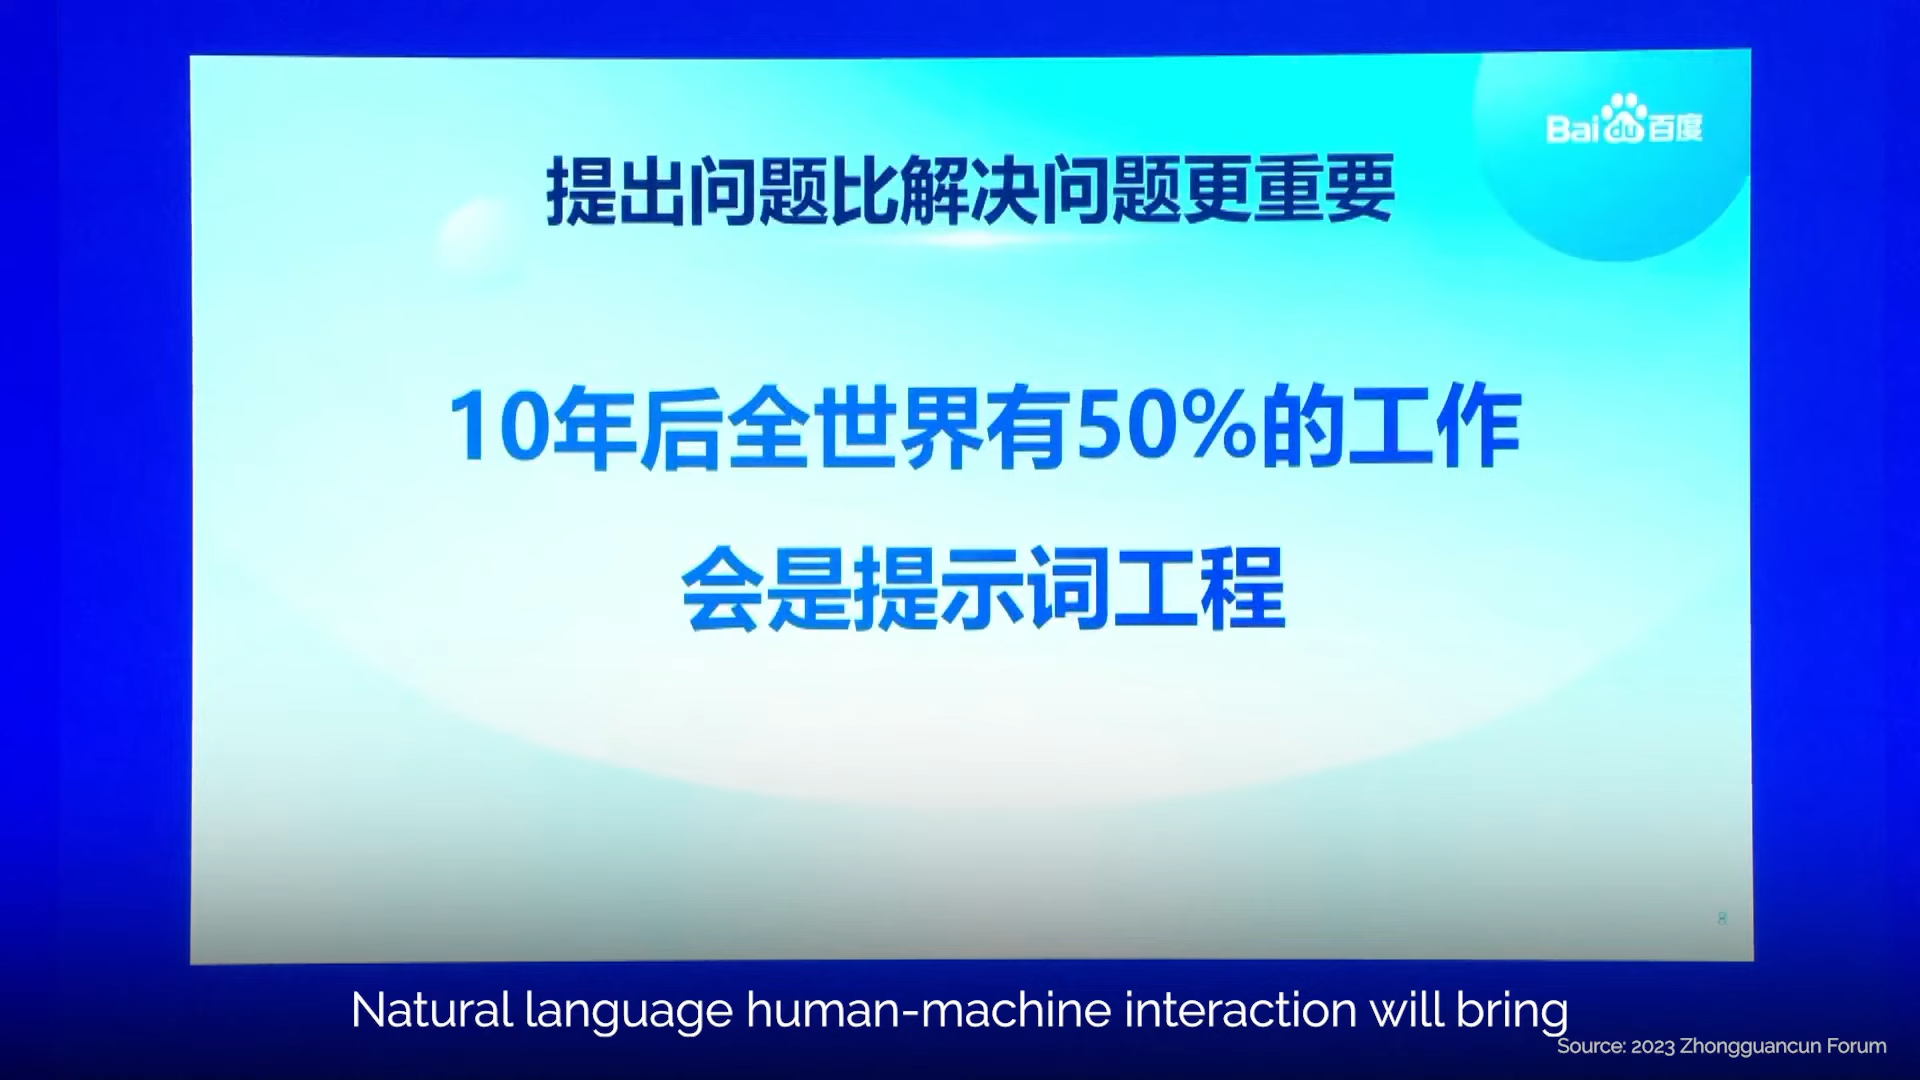 Bai du 百度
提出问题比解决问题更重要
10年后全世界有50%的工作
会是提示词工程
8
Natural language human-machine interaction will bring
Source: 2023 Zhongguancun Forum